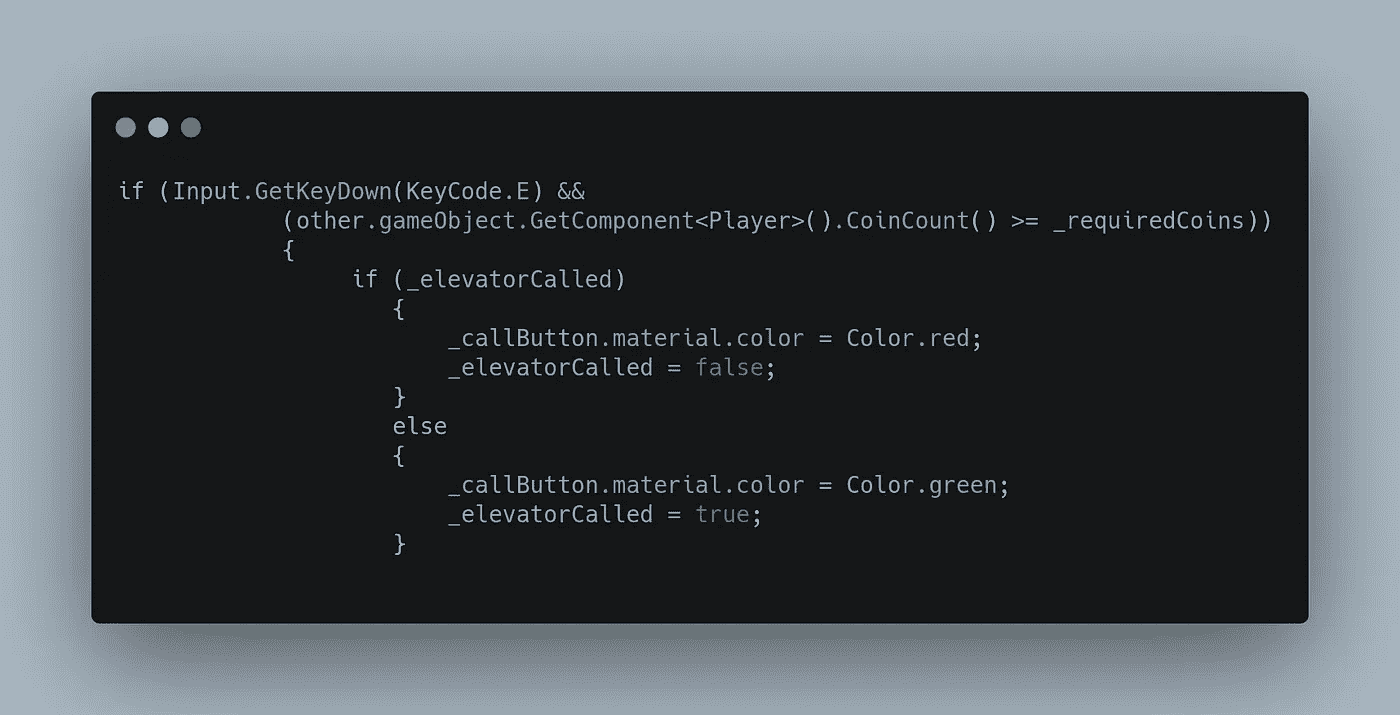 if (Input.GetKeyDown(KeyCode.E) &&
            (other.gameObject.GetComponent<Player>().CoinCount() >= _requiredCoins))
            {
                 if (_elevatorCalled)
                    {
                        _callButton.material.color = Color.red;
                        _elevatorCalled = false;
                    }
                    else
                    {
                        _callButton.material.color = Color.green;
                        _elevatorCalled = true;
                    }